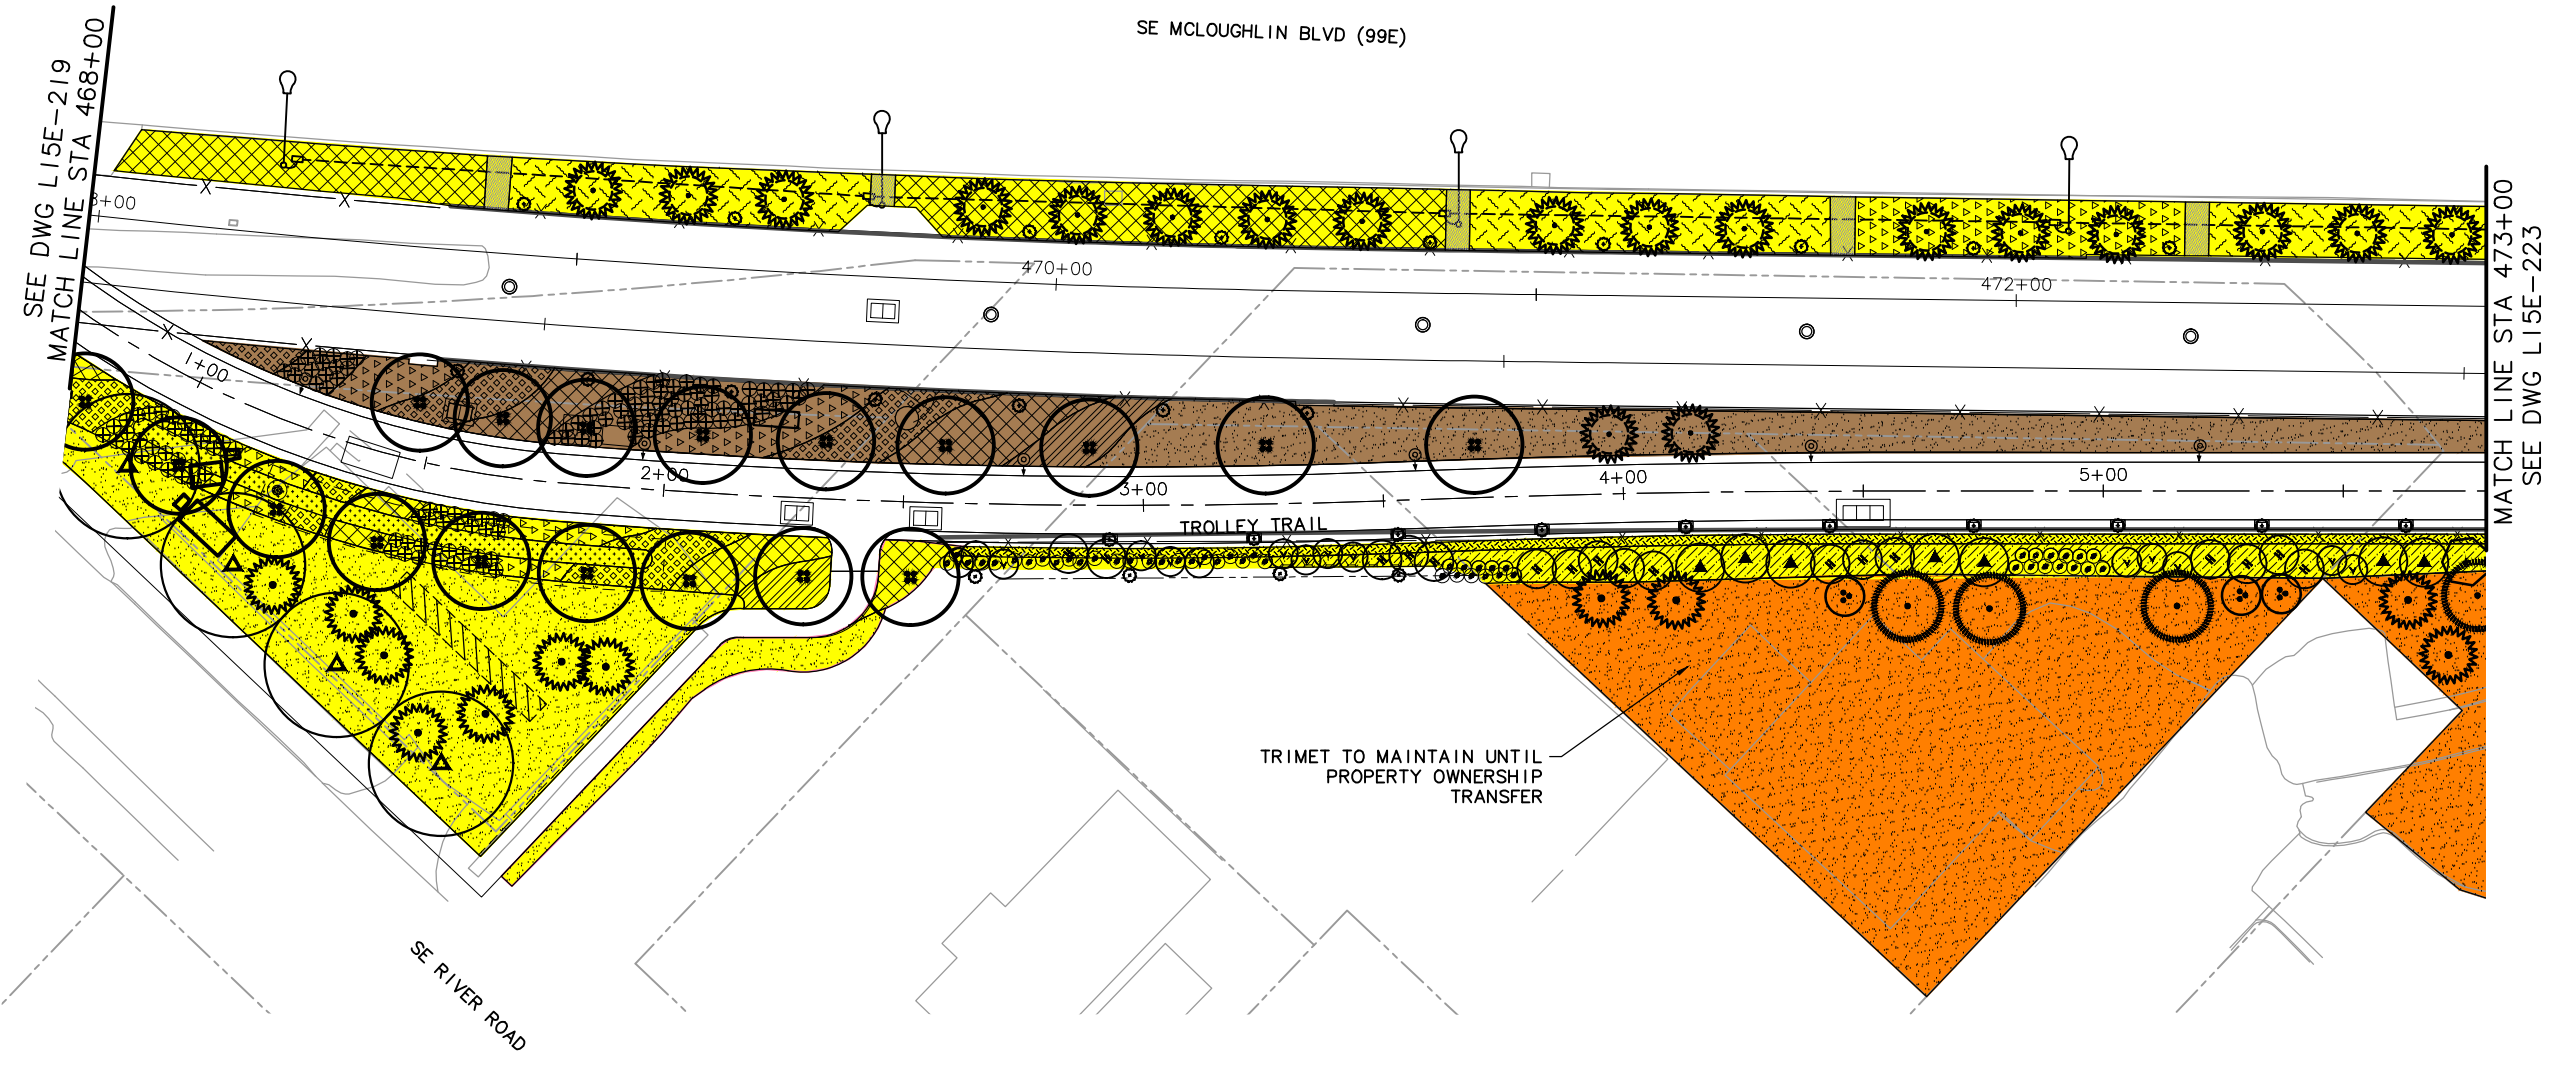 SE MCLOUGHLIN BLVD (99E)
SEE DWG L15E-219
MATCH LINE STA 468+00
8+00
470+00
472+00
1+00
2+00
3+00
4+00
5+00
TROLLEY TRAIL
MATCH LINE STA 473+00
SEE DWG L15E-223
TRIMET TO MAINTAIN UNTIL
PROPERTY OWNERSHIP
TRANSFER
SE RIVER ROAD